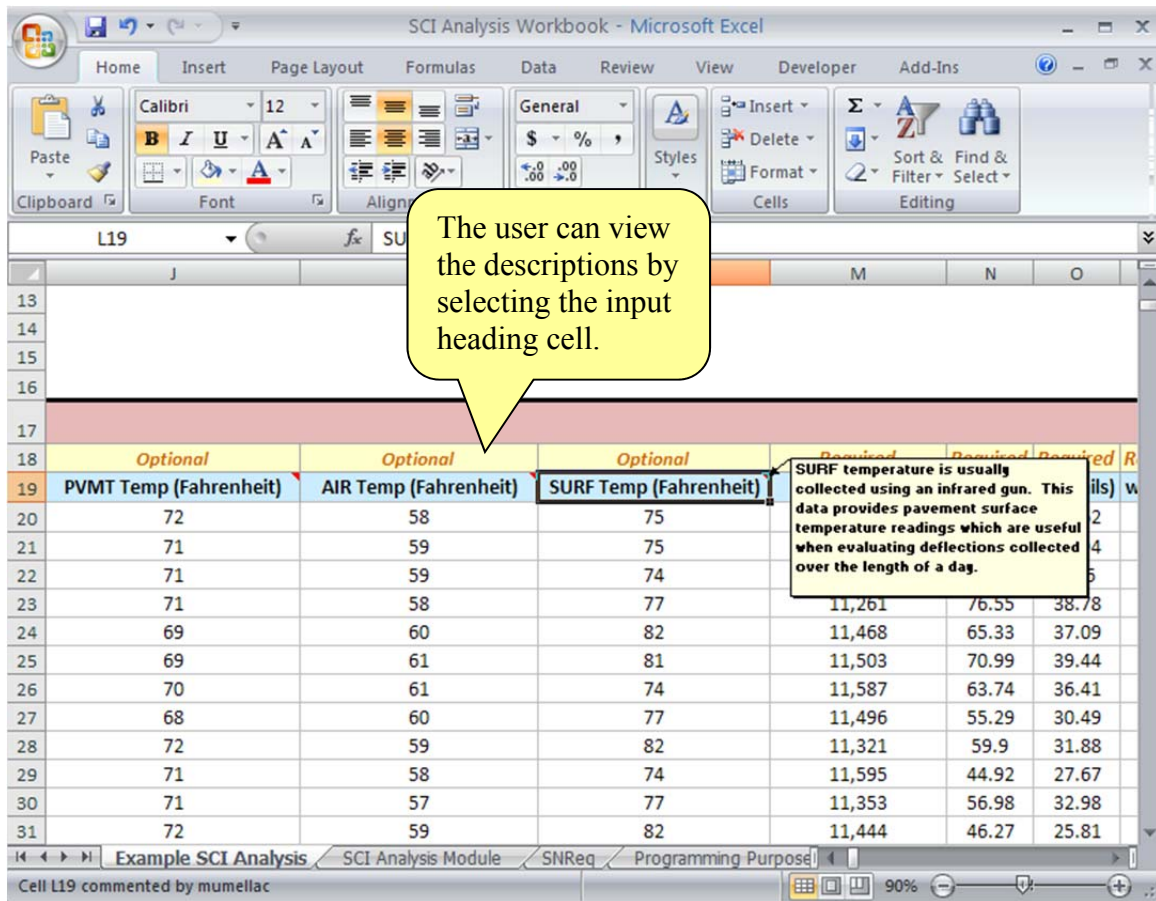 SCI Analysis Workbook - Microsoft Excel
Home Insert Page Layout Formulas Data Review View Developer Add-Ins
Calibri 12 General Insert Σ
B I U A A $ % , Delete
Paste Styles Format Sort & Filter Find & Select
Clipboard Font Cells Editing
L19 fx SU
The user can view
the descriptions by
selecting the input
heading cell.
J M N O
13
14
15
16
17
18 Optional Optional Optional Required Required Required
19 PVMT Temp (Fahrenheit) AIR Temp (Fahrenheit) SURF Temp (Fahrenheit) ils)
SURF temperature is usually
collected using an infrared gun. This
data provides pavement surface
temperature readings which are useful
when evaluating deflections collected
over the length of a day.
20 72 58 75
21 71 59 75
22 71 59 74
23 71 58 77 11,261 76.55 38.78
24 69 60 82 11,468 65.33 37.09
25 69 61 81 11,503 70.99 39.44
26 70 61 74 11,587 63.74 36.41
27 68 60 77 11,496 55.29 30.49
28 72 59 82 11,321 59.9 31.88
29 71 58 74 11,595 44.92 27.67
30 71 57 77 11,353 56.98 32.98
31 72 59 82 11,444 46.27 25.81
Example SCI Analysis SCI Analysis Module SNReq Programming Purpose
Cell L19 commented by mumellac 90%